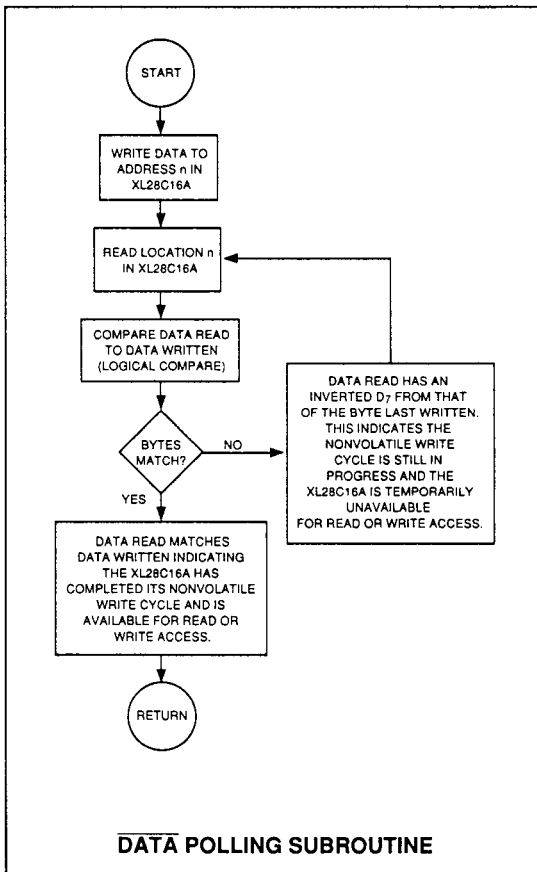 START
WRITE DATA TO
ADDRESS n IN
XL28C16A
READ LOCATION n
IN XL28C16A
COMPARE DATA READ
TO DATA WRITTEN
(LOGICAL COMPARE)
BYTES
MATCH?
NO
YES
DATA READ HAS AN
INVERTED D7 FROM THAT
OF THE BYTE LAST WRITTEN.
THIS INDICATES THE
NONVOLATILE WRITE
CYCLE IS STILL IN
PROGRESS AND THE
XL28C16A IS TEMPORARILY
UNAVAILABLE
FOR READ OR WRITE ACCESS.
DATA READ MATCHES
DATA WRITTEN INDICATING
THE XL28C16A HAS
COMPLETED ITS NONVOLATILE
WRITE CYCLE AND IS
AVAILABLE FOR READ OR
WRITE ACCESS.
RETURN
DATA POLLING SUBROUTINE